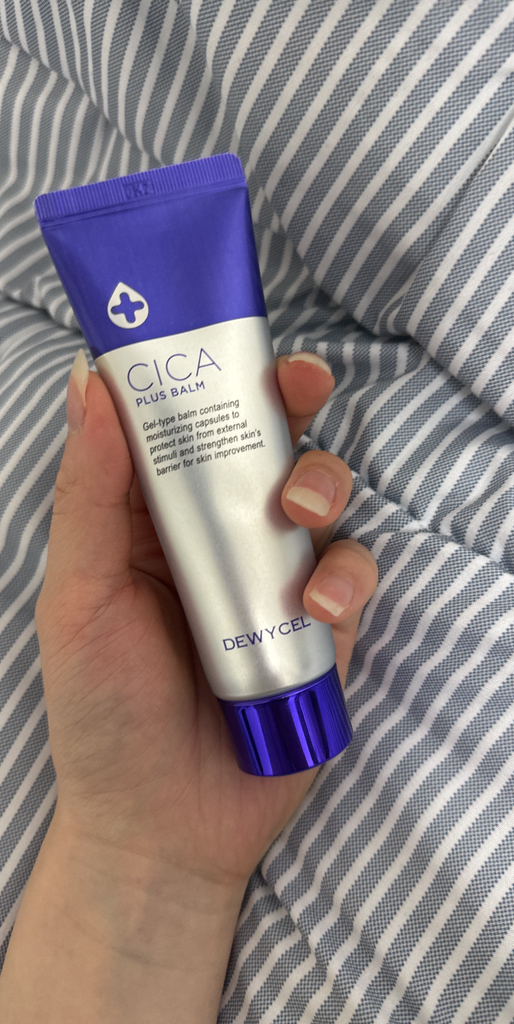 CICA
PLUS BALM
Gel-type balm containing
moisturizing capsules to
protect skin from external
stimuli and strengthen skin's
barrier for skin improvement.
DEWYCEL